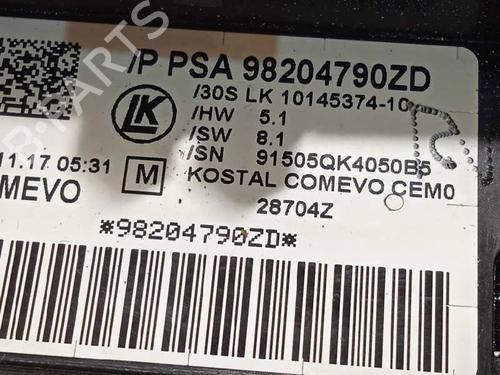 /P PSA 98204790ZD
/30S LK 10145374-10
/HW 5.1
/SW 8.1
/SN 91505QK4050B5
KOSTAL COMEVO CEM0
28704Z
LK
M
11.17 05:31
MEVO
*98204790ZD*
B-PARTS